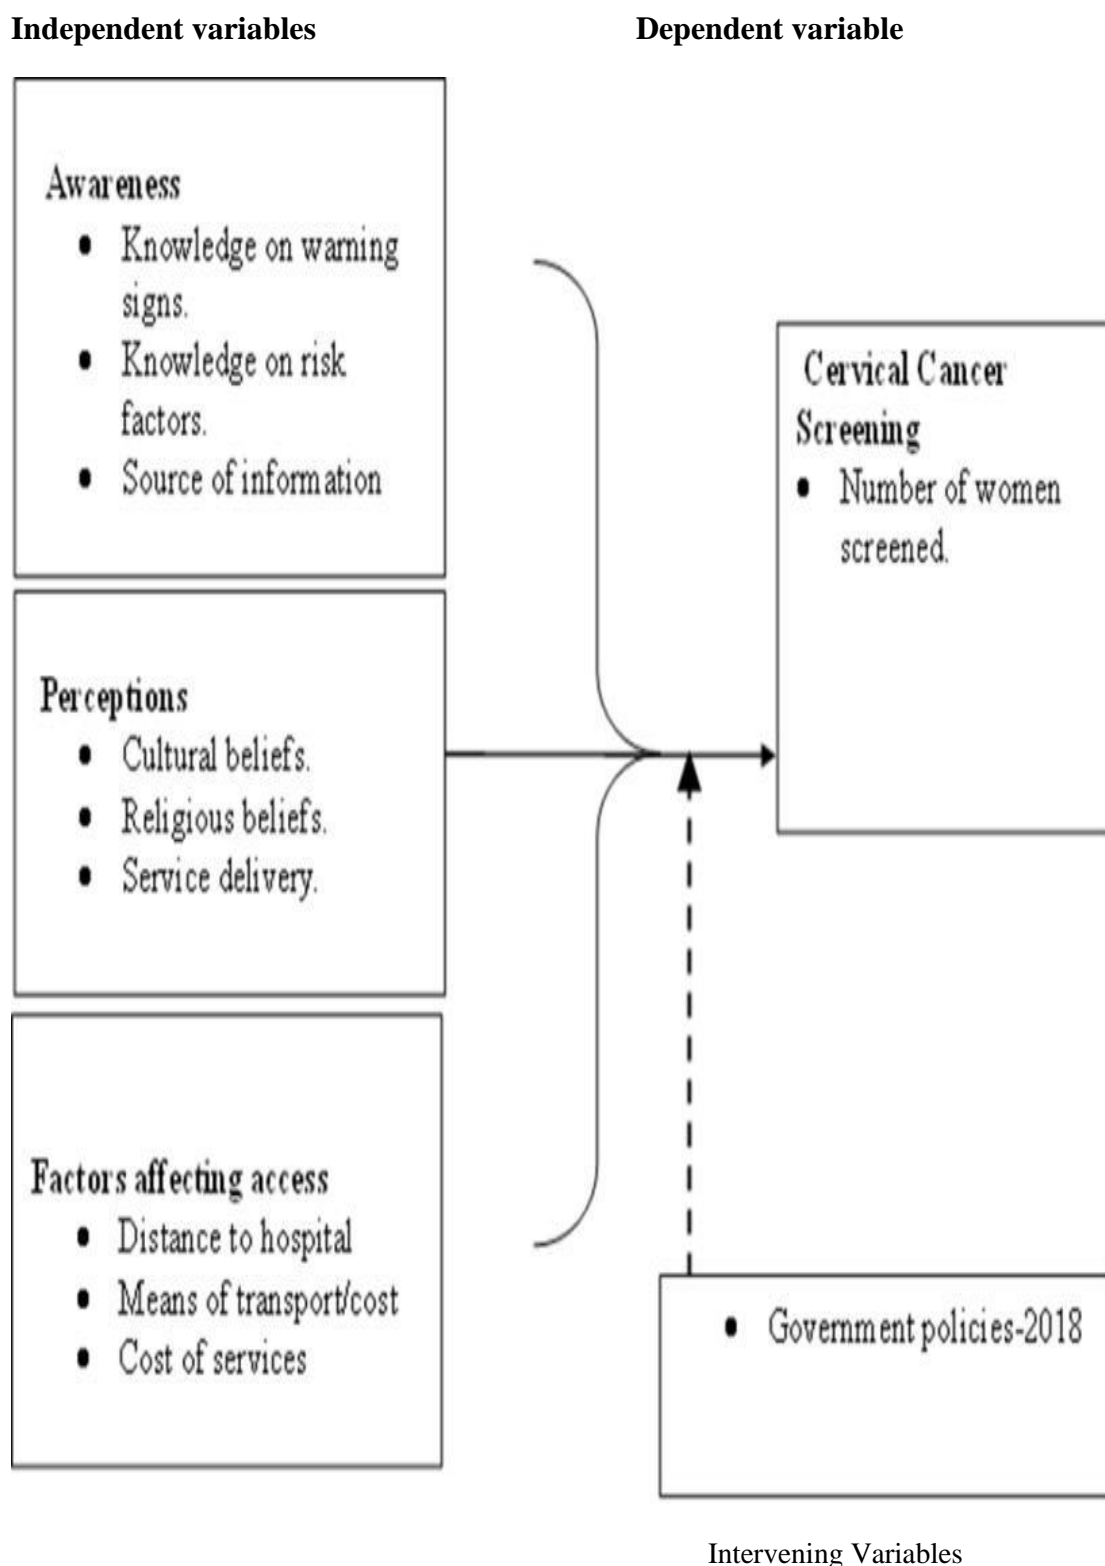 Independent variables
Dependent variable
Awareness
• Knowledge on warning
signs.
• Knowledge on risk
factors.
• Source of information
Perceptions
• Cultural beliefs.
• Religious beliefs.
• Service delivery.
Factors affecting access
• Distance to hospital
• Means of transport/cost
• Cost of services
Cervical Cancer
Screening
• Number of women
screened.
• Government policies-2018
Intervening Variables